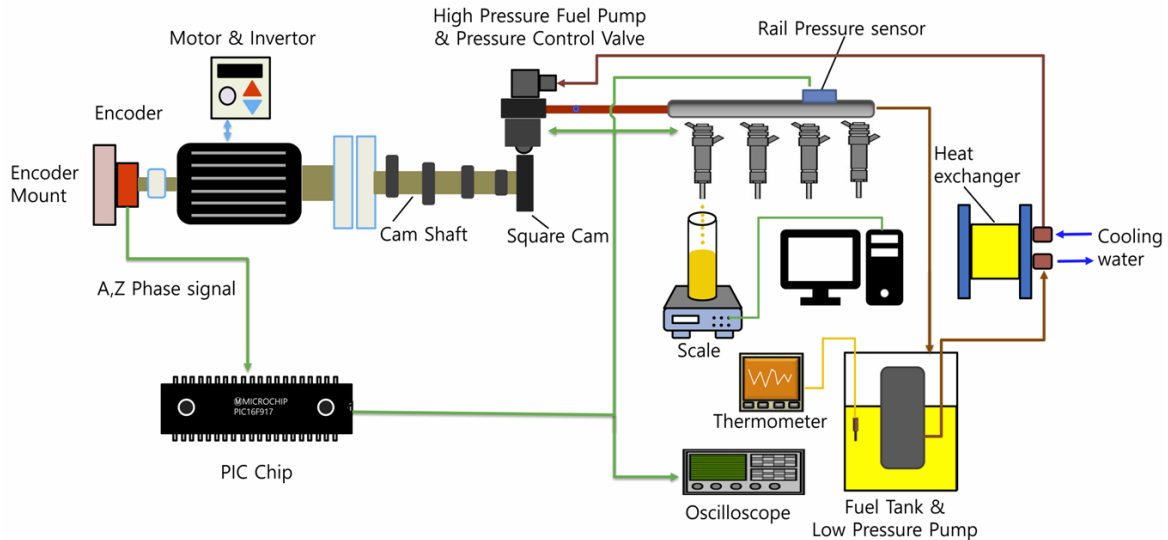 High Pressure Fuel Pump
& Pressure Control Valve
Rail Pressure sensor
Motor & Invertor
Encoder
Encoder
Mount
Heat
exchanger
Cam Shaft
Square Cam
Cooling
water
A,Z Phase signal
Scale
MICROCHIP
PIC16F917
Thermometer
PIC Chip
Oscilloscope
Fuel Tank &
Low Pressure Pump